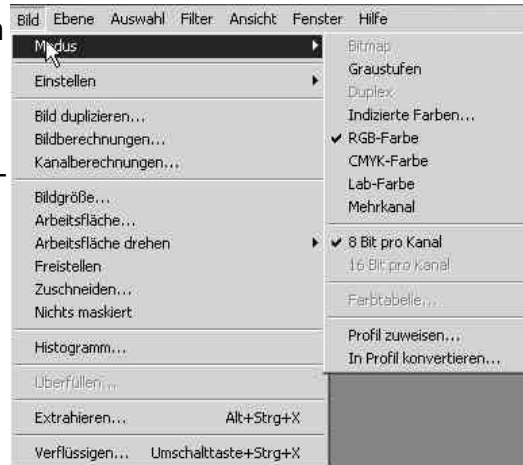 Bild Ebene Auswahl Filter Ansicht Fenster Hilfe
Modus
Einstellen
Bild duplizieren...
Bildberechnungen...
Kanalberechnungen...
Bildgröße...
Arbeitsfläche...
Arbeitsfläche drehen
Freistellen
Zuschneiden...
Nichts maskiert
Histogramm...
Überfüllen...
Extrahieren... Alt+Strg+X
Verflüssigen... Umschalttaste+Strg+X
Bitmap
Graustufen
Duplex
Indizierte Farben...
RGB-Farbe
CMYK-Farbe
Lab-Farbe
Mehrkanal
8 Bit pro Kanal
16 Bit pro Kanal
Farbtabelle...
Profil zuweisen...
In Profil konvertieren...